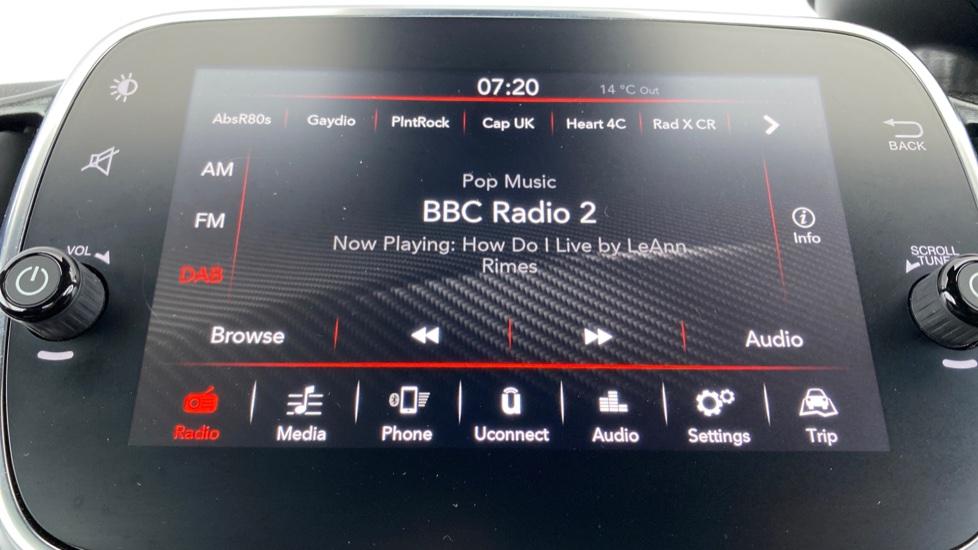 07:20 14 °C Out
AbsR80s Gaydio PlntRock Cap UK Heart 4C Rad X CR
AM
FM
DAB
Pop Music
BBC Radio 2
Now Playing: How Do I Live by LeAnn
Rimes
i
Info
BACK
VOL
SCROLL
TUNE
Browse Audio
Radio Media Phone Uconnect Audio Settings Trip